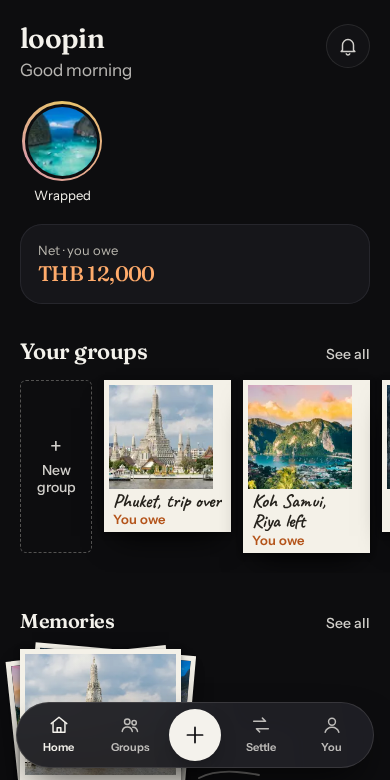 loopin
Good morning
Wrapped
Net · you owe
THB 12,000
Your groups
See all
+
New
group
Phuket, trip over
You owe
Koh Samui,
Riya left
You owe
Memories
See all
Home
Groups
Settle
You